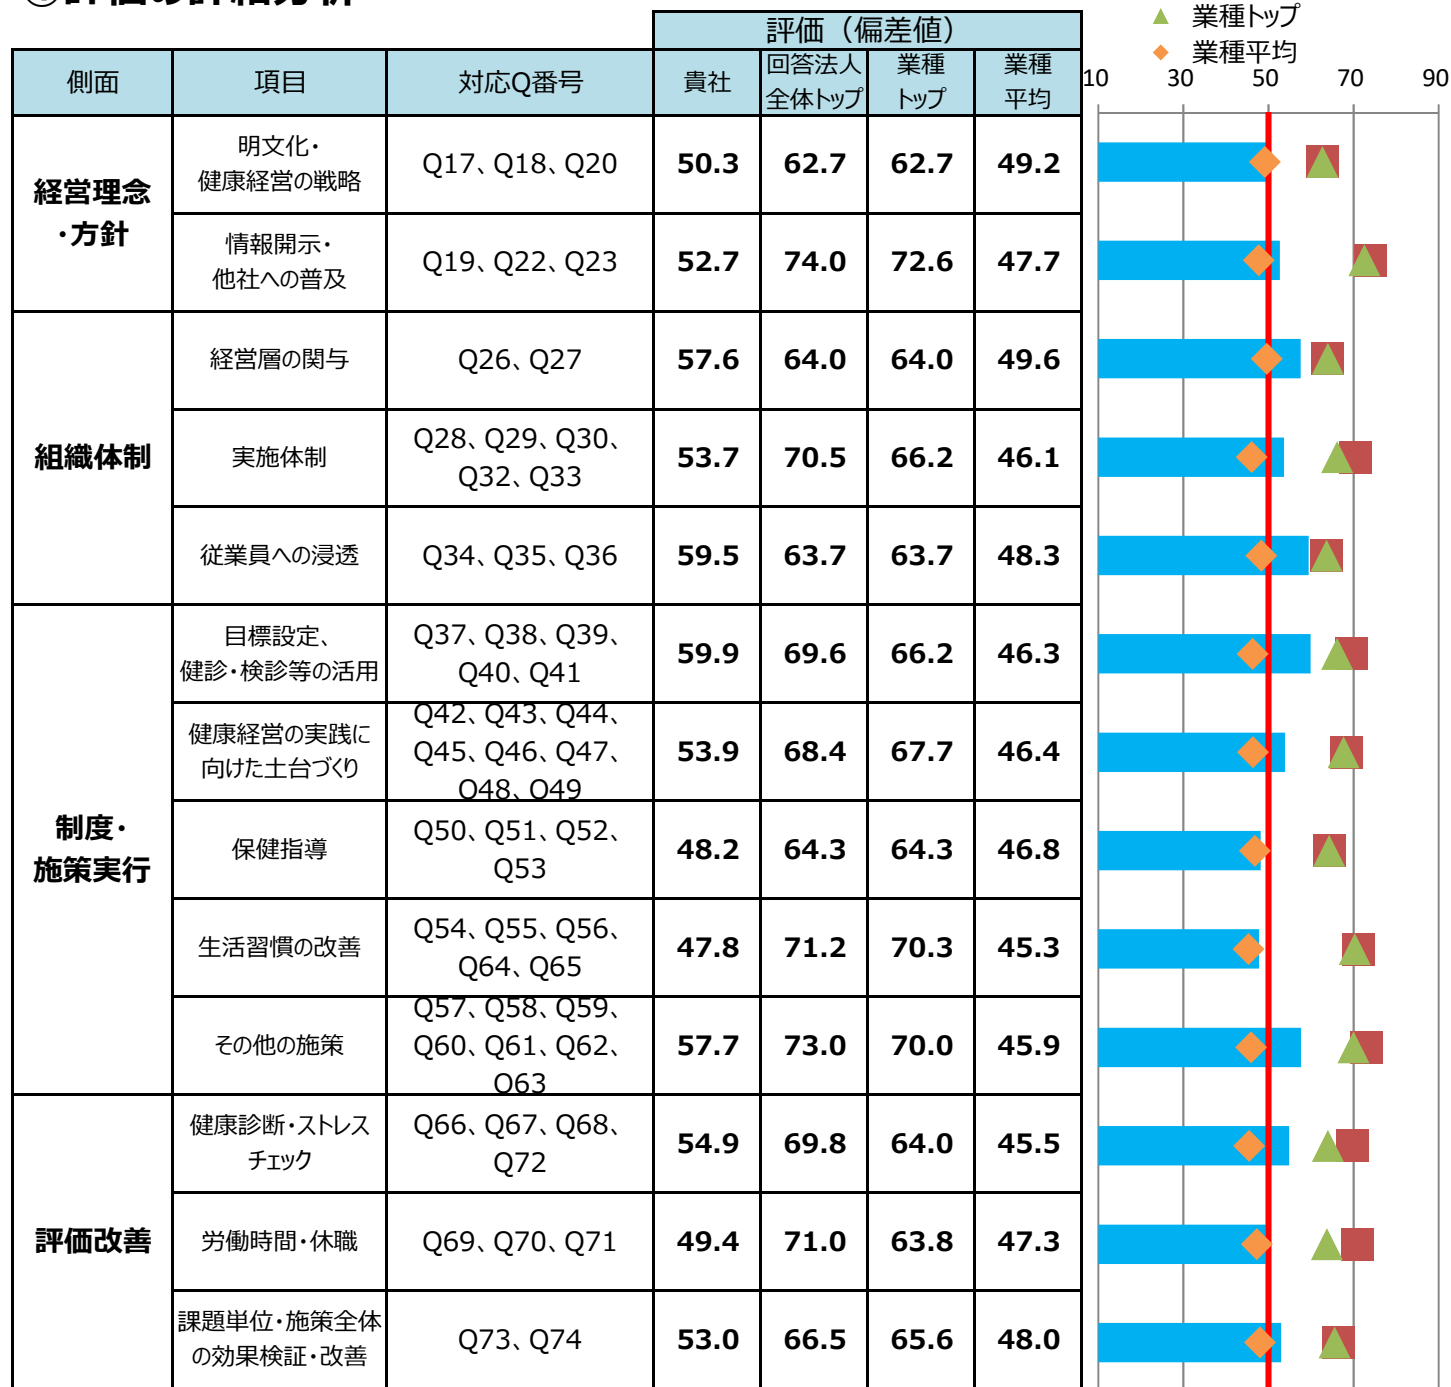 ①評価の詳細分析
▲ 業種トップ
◆ 業種平均
評価（偏差値）
側面 項目 対応Q番号 貴社 回答法人 業種 業種
全体トップ トップ 平均
10 30 50 70 90
経営理念
・方針
明文化・
健康経営の戦略
Q17、Q18、Q20 50.3 62.7 62.7 49.2
情報開示・
他社への普及
Q19、Q22、Q23 52.7 74.0 72.6 47.7
組織体制
経営層の関与 Q26、Q27 57.6 64.0 64.0 49.6
実施体制
Q28、Q29、Q30、
Q32、Q33
53.7 70.5 66.2 46.1
従業員への浸透 Q34、Q35、Q36 59.5 63.7 63.7 48.3
制度・
施策実行
目標設定、
健診・検診等の活用
Q37、Q38、Q39、
Q40、Q41
59.9 69.6 66.2 46.3
健康経営の実践に
向けた土台づくり
Q42、Q43、Q44、
Q45、Q46、Q47、
Q48、Q49
53.9 68.4 67.7 46.4
保健指導
Q50、Q51、Q52、
Q53
48.2 64.3 64.3 46.8
生活習慣の改善
Q54、Q55、Q56、
Q64、Q65
47.8 71.2 70.3 45.3
その他の施策
Q57、Q58、Q59、
Q60、Q61、Q62、
Q63
57.7 73.0 70.0 45.9
評価改善
健康診断・ストレス
チェック
Q66、Q67、Q68、
Q72
54.9 69.8 64.0 45.5
労働時間・休職 Q69、Q70、Q71 49.4 71.0 63.8 47.3
課題単位・施策全体
の効果検証・改善
Q73、Q74 53.0 66.5 65.6 48.0